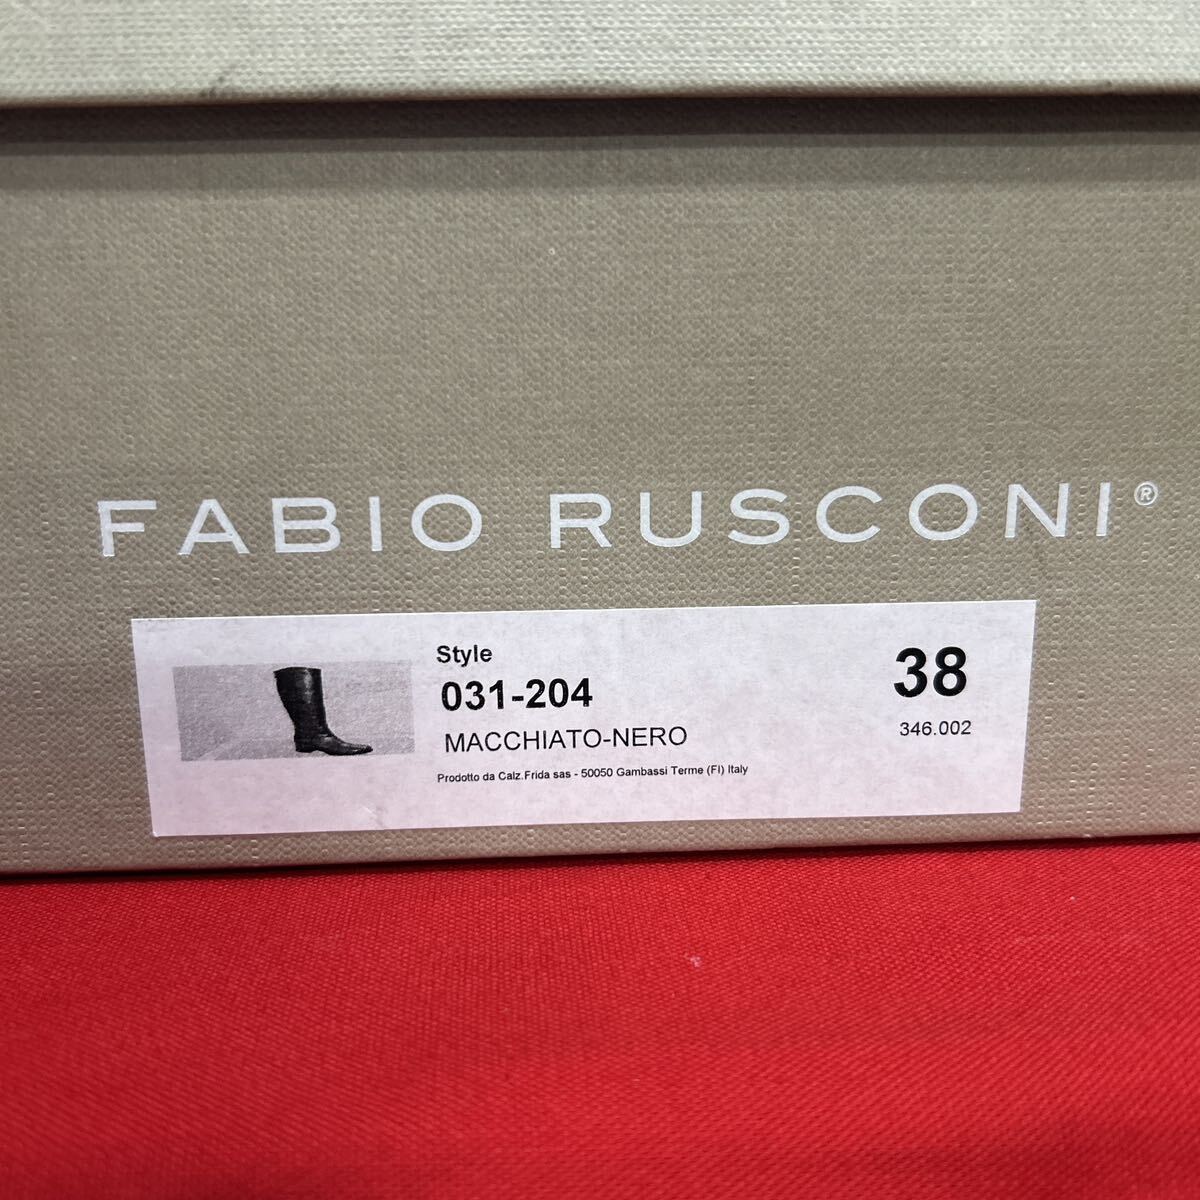 FABIO RUSCONI®
Style
031-204
MACCHIATO-NERO
Prodotto da Calz.Frida sas - 50050 Gambassi Terme (FI) Italy
38
346.002